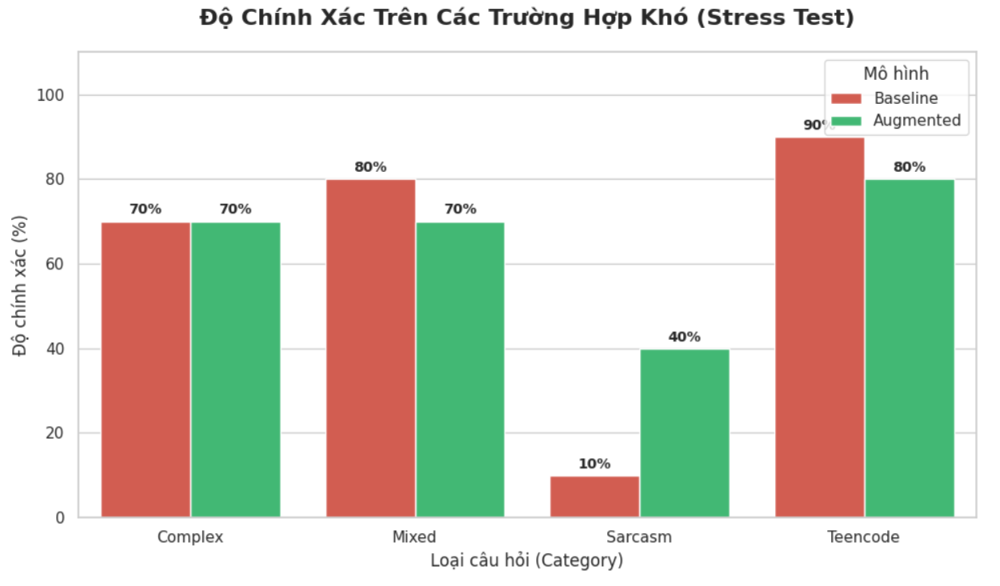 Độ Chính Xác Trên Các Trường Hợp Khó (Stress Test)
Mô hình
Baseline
Augmented
Độ chính xác (%)
100
80
60
40
20
0
70%
70%
80%
70%
10%
40%
90%
80%
Complex
Mixed
Sarcasm
Teencode
Loại câu hỏi (Category)